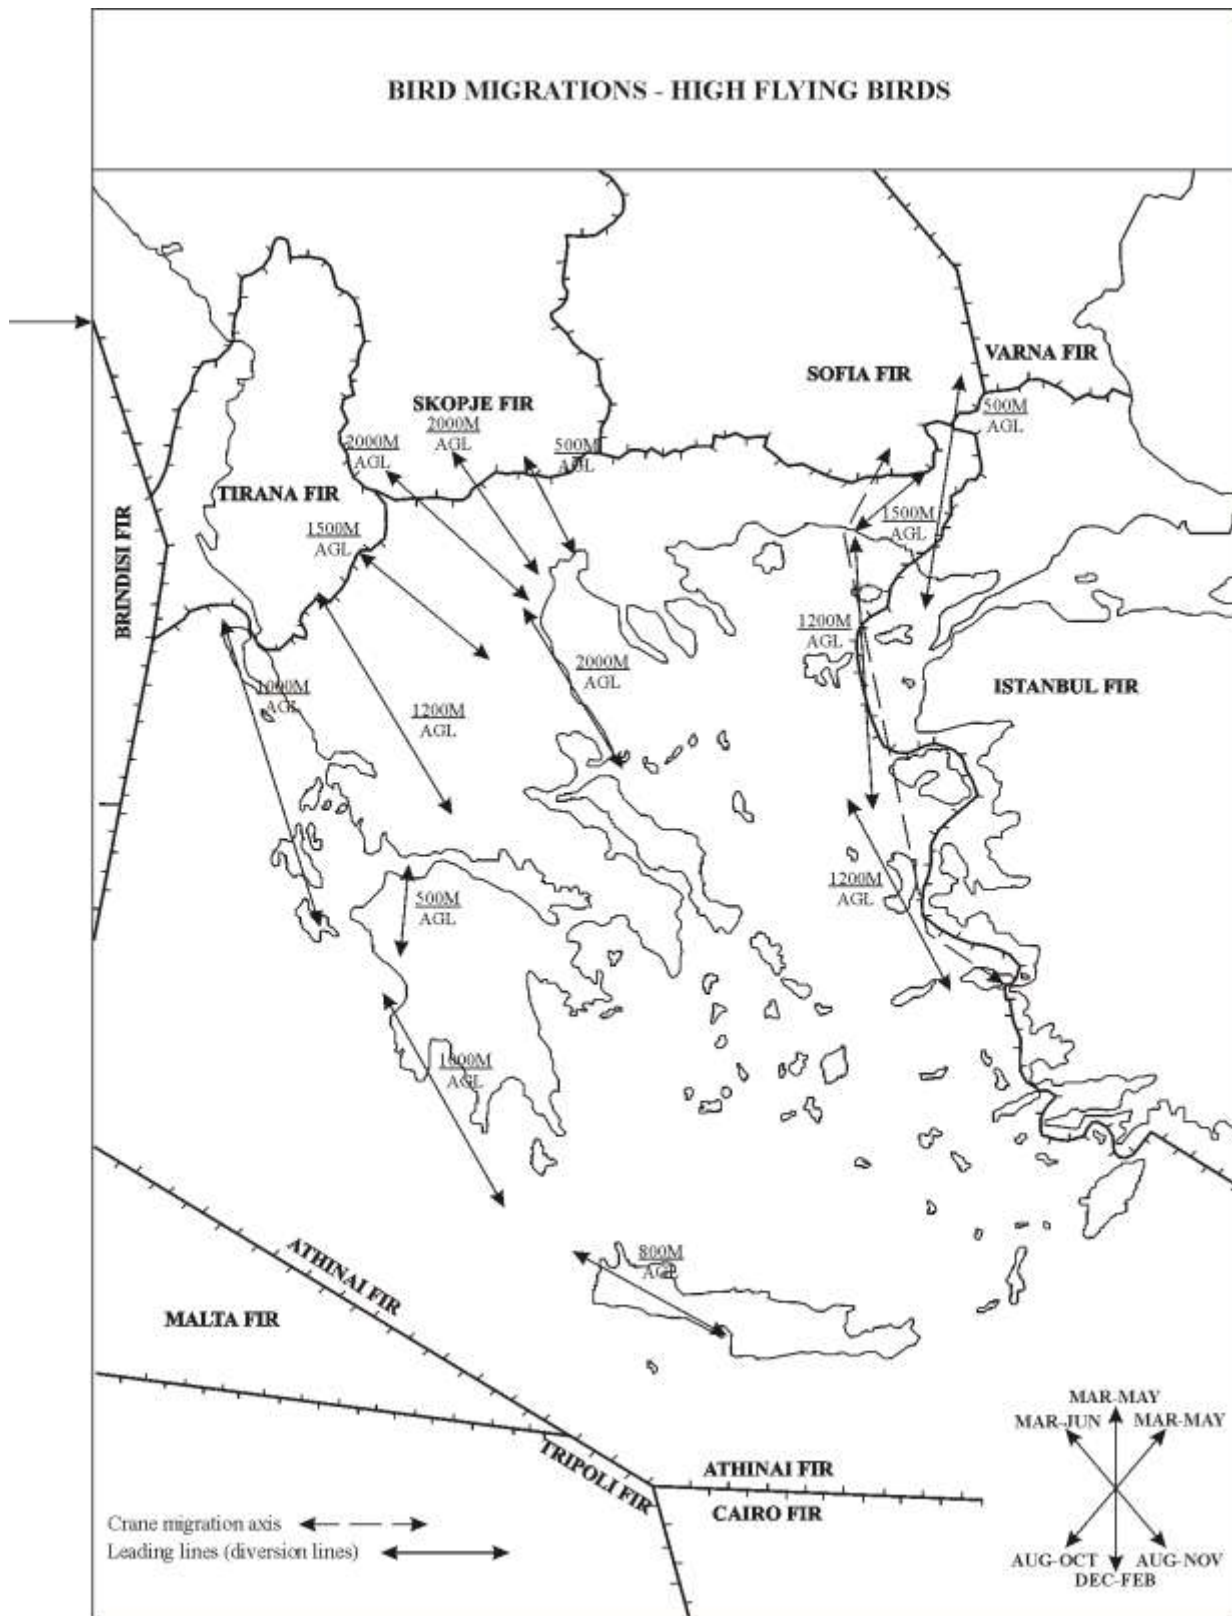 BIRD MIGRATIONS - HIGH FLYING BIRDS
VARNA FIR
SOFIA FIR
SKOPJE FIR
500M
AGL
2000M
AGL
2000M
AGL
500M
AGL
TIRANA FIR
1500M
AGL
1500M
AGL
BRINDISI FIR
1200M
AGL
2000M
AGL
ISTANBUL FIR
1000M
AGL
1200M
AGL
1200M
AGL
500M
AGL
1000M
AGL
800M
AGL
ATHINAI FIR
MALTA FIR
TRIPOLI FIR
ATHINAI FIR
CAIRO FIR
MAR-MAY
MAR-JUN
MAR-MAY
AUG-OCT
AUG-NOV
DEC-FEB
Crane migration axis
Leading lines (diversion lines)